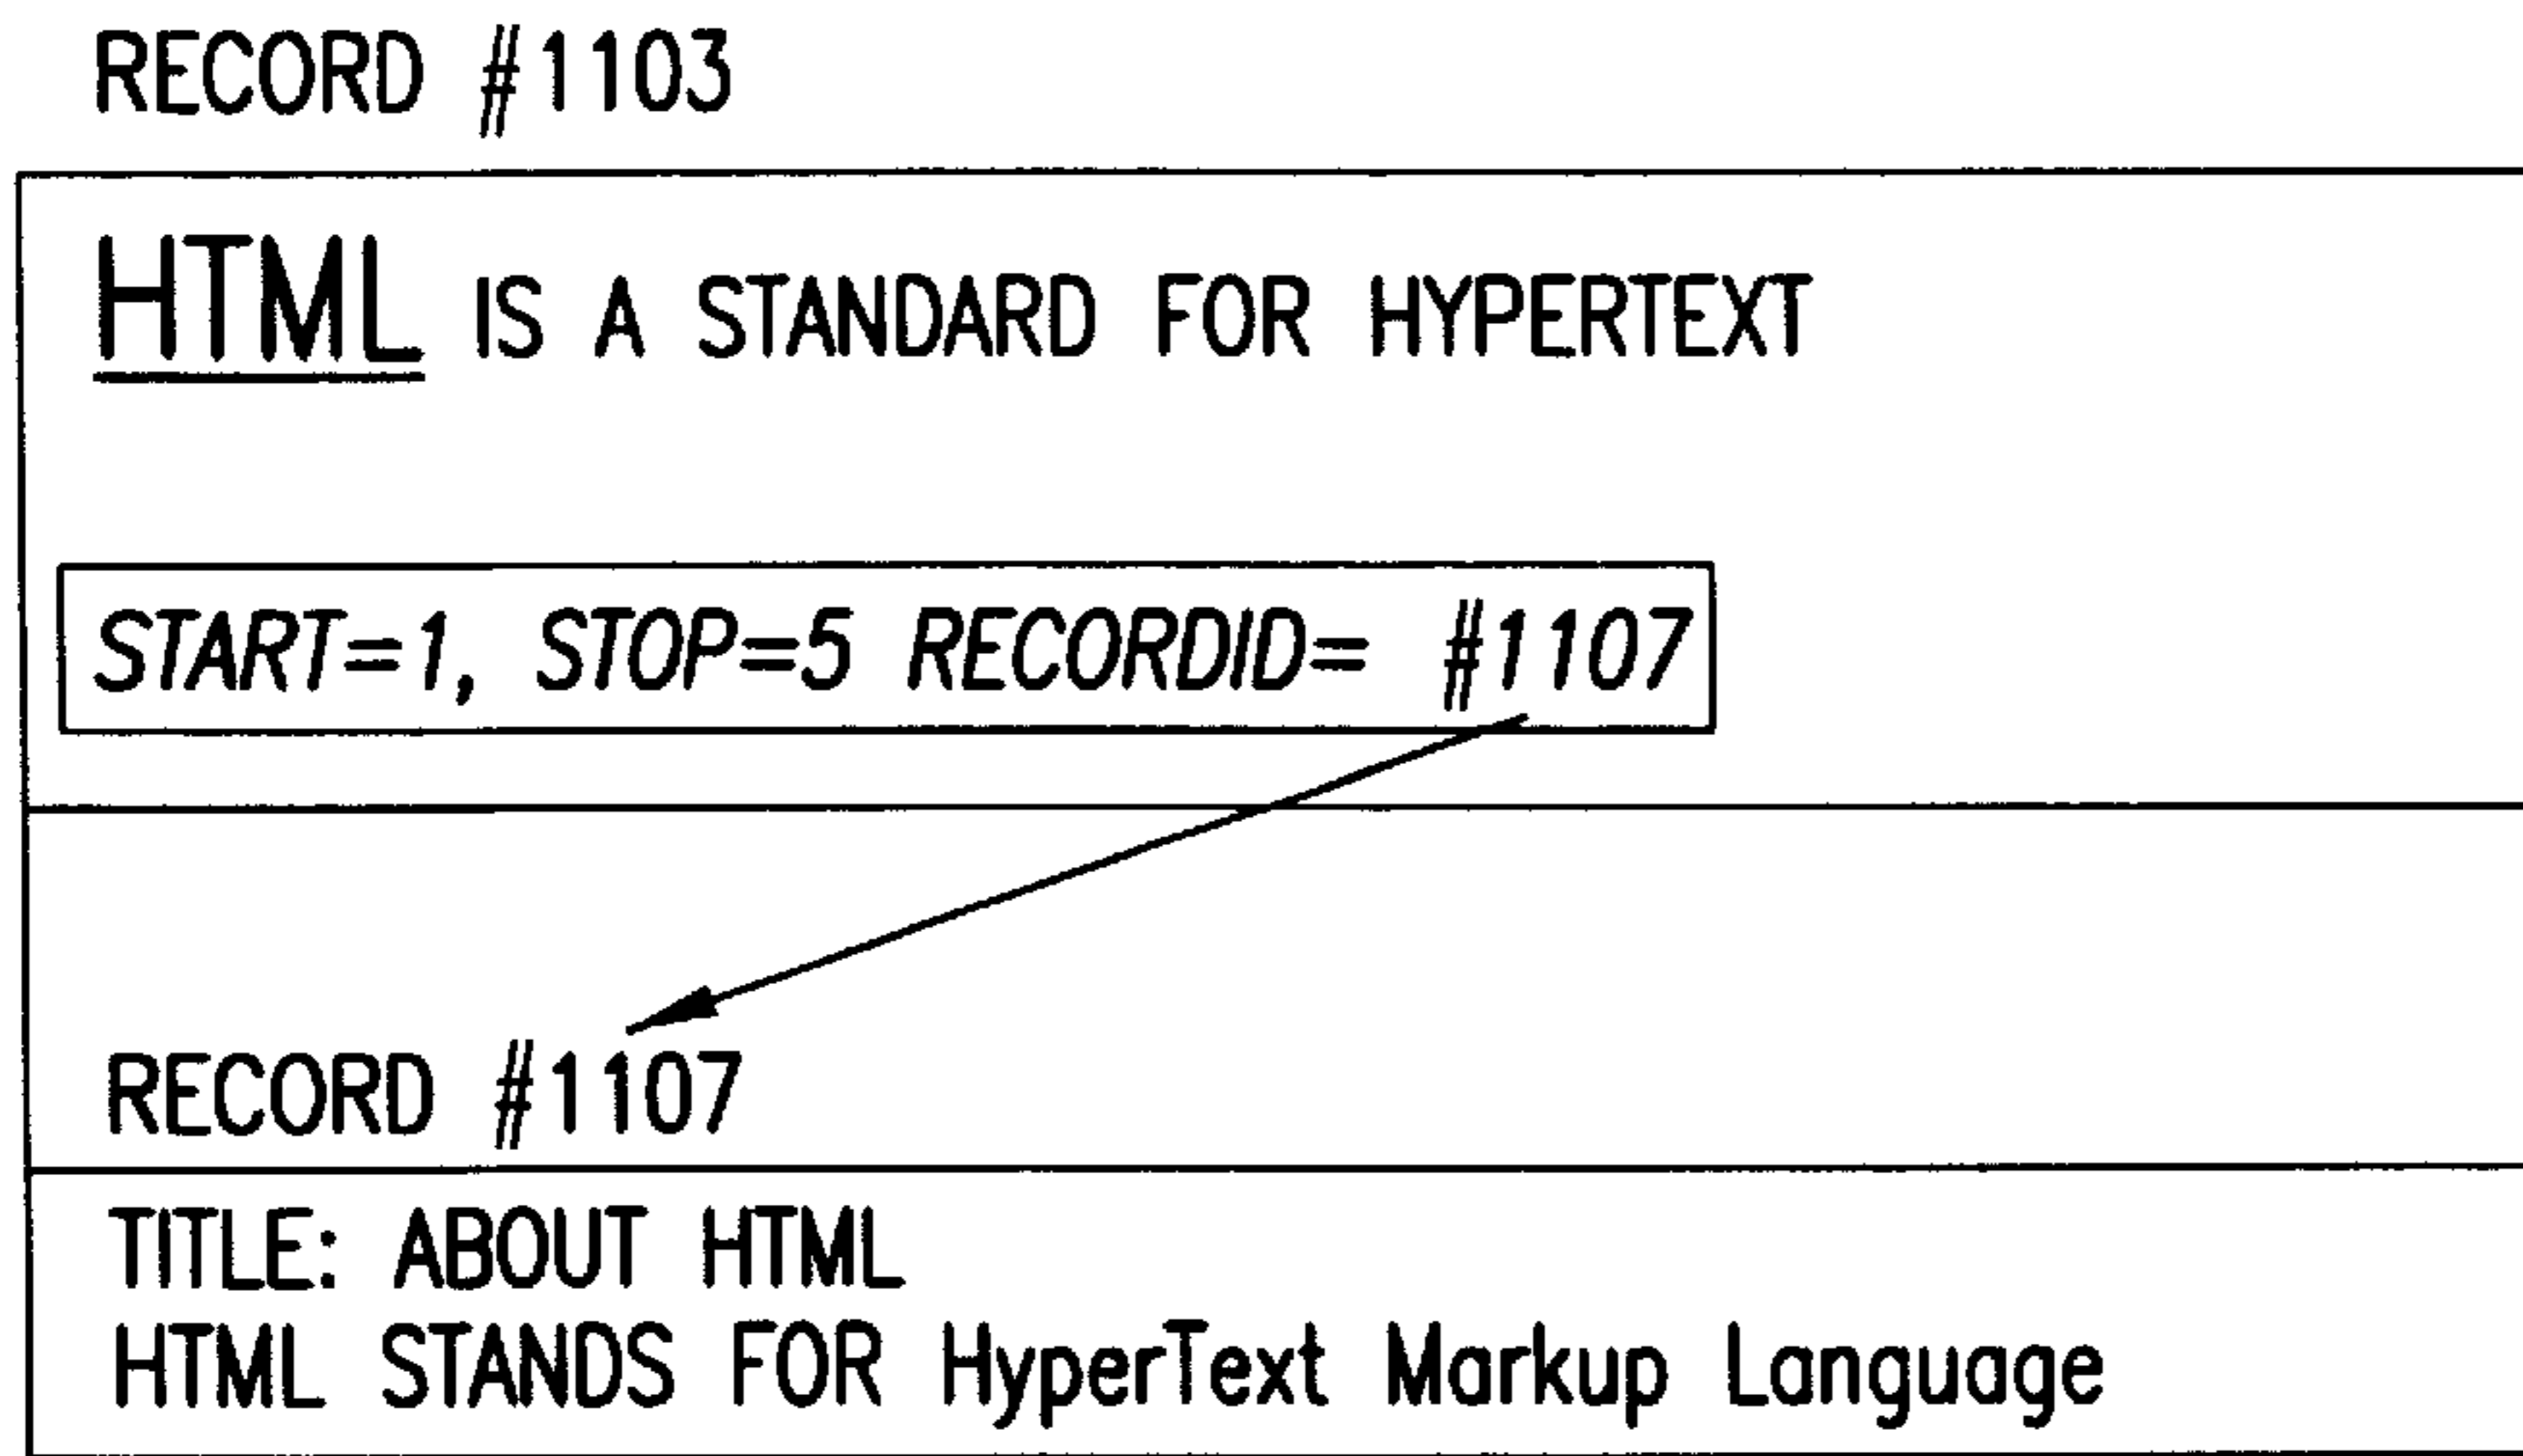 RECORD #1103
HTML IS A STANDARD FOR HYPERTEXT
START=1, STOP=5 RECORDID= #1107
RECORD #1107
TITLE: ABOUT HTML
HTML STANDS FOR HyperText Markup Language